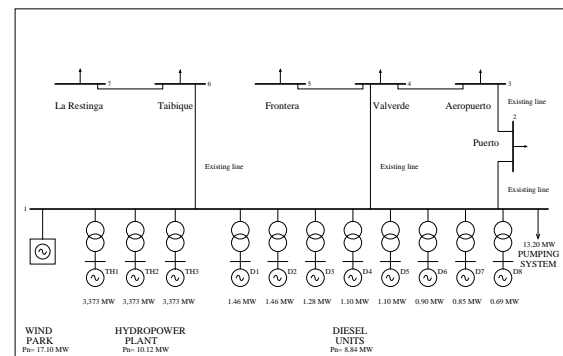 7
6
5
4
3
La Restinga
Taibique
Frontera
Valverde
Aeropuerto
Existing line
2
Puerto
Existing line
Existing line
Exsisting line
1
13.20 MW
PUMPING
SYSTEM
TH1
TH2
TH3
D1
D2
D3
D4
D5
D6
D7
D8
3,373 MW
3,373 MW
3,373 MW
1.46 MW
1.46 MW
1.28 MW
1.10 MW
1.10 MW
0.90 MW
0.85 MW
0.69 MW
WIND
PARK
Pn= 17.10 MW
HYDROPOWER
PLANT
Pn= 10.12 MW
DIESEL
UNITS
Pn= 8.84 MW